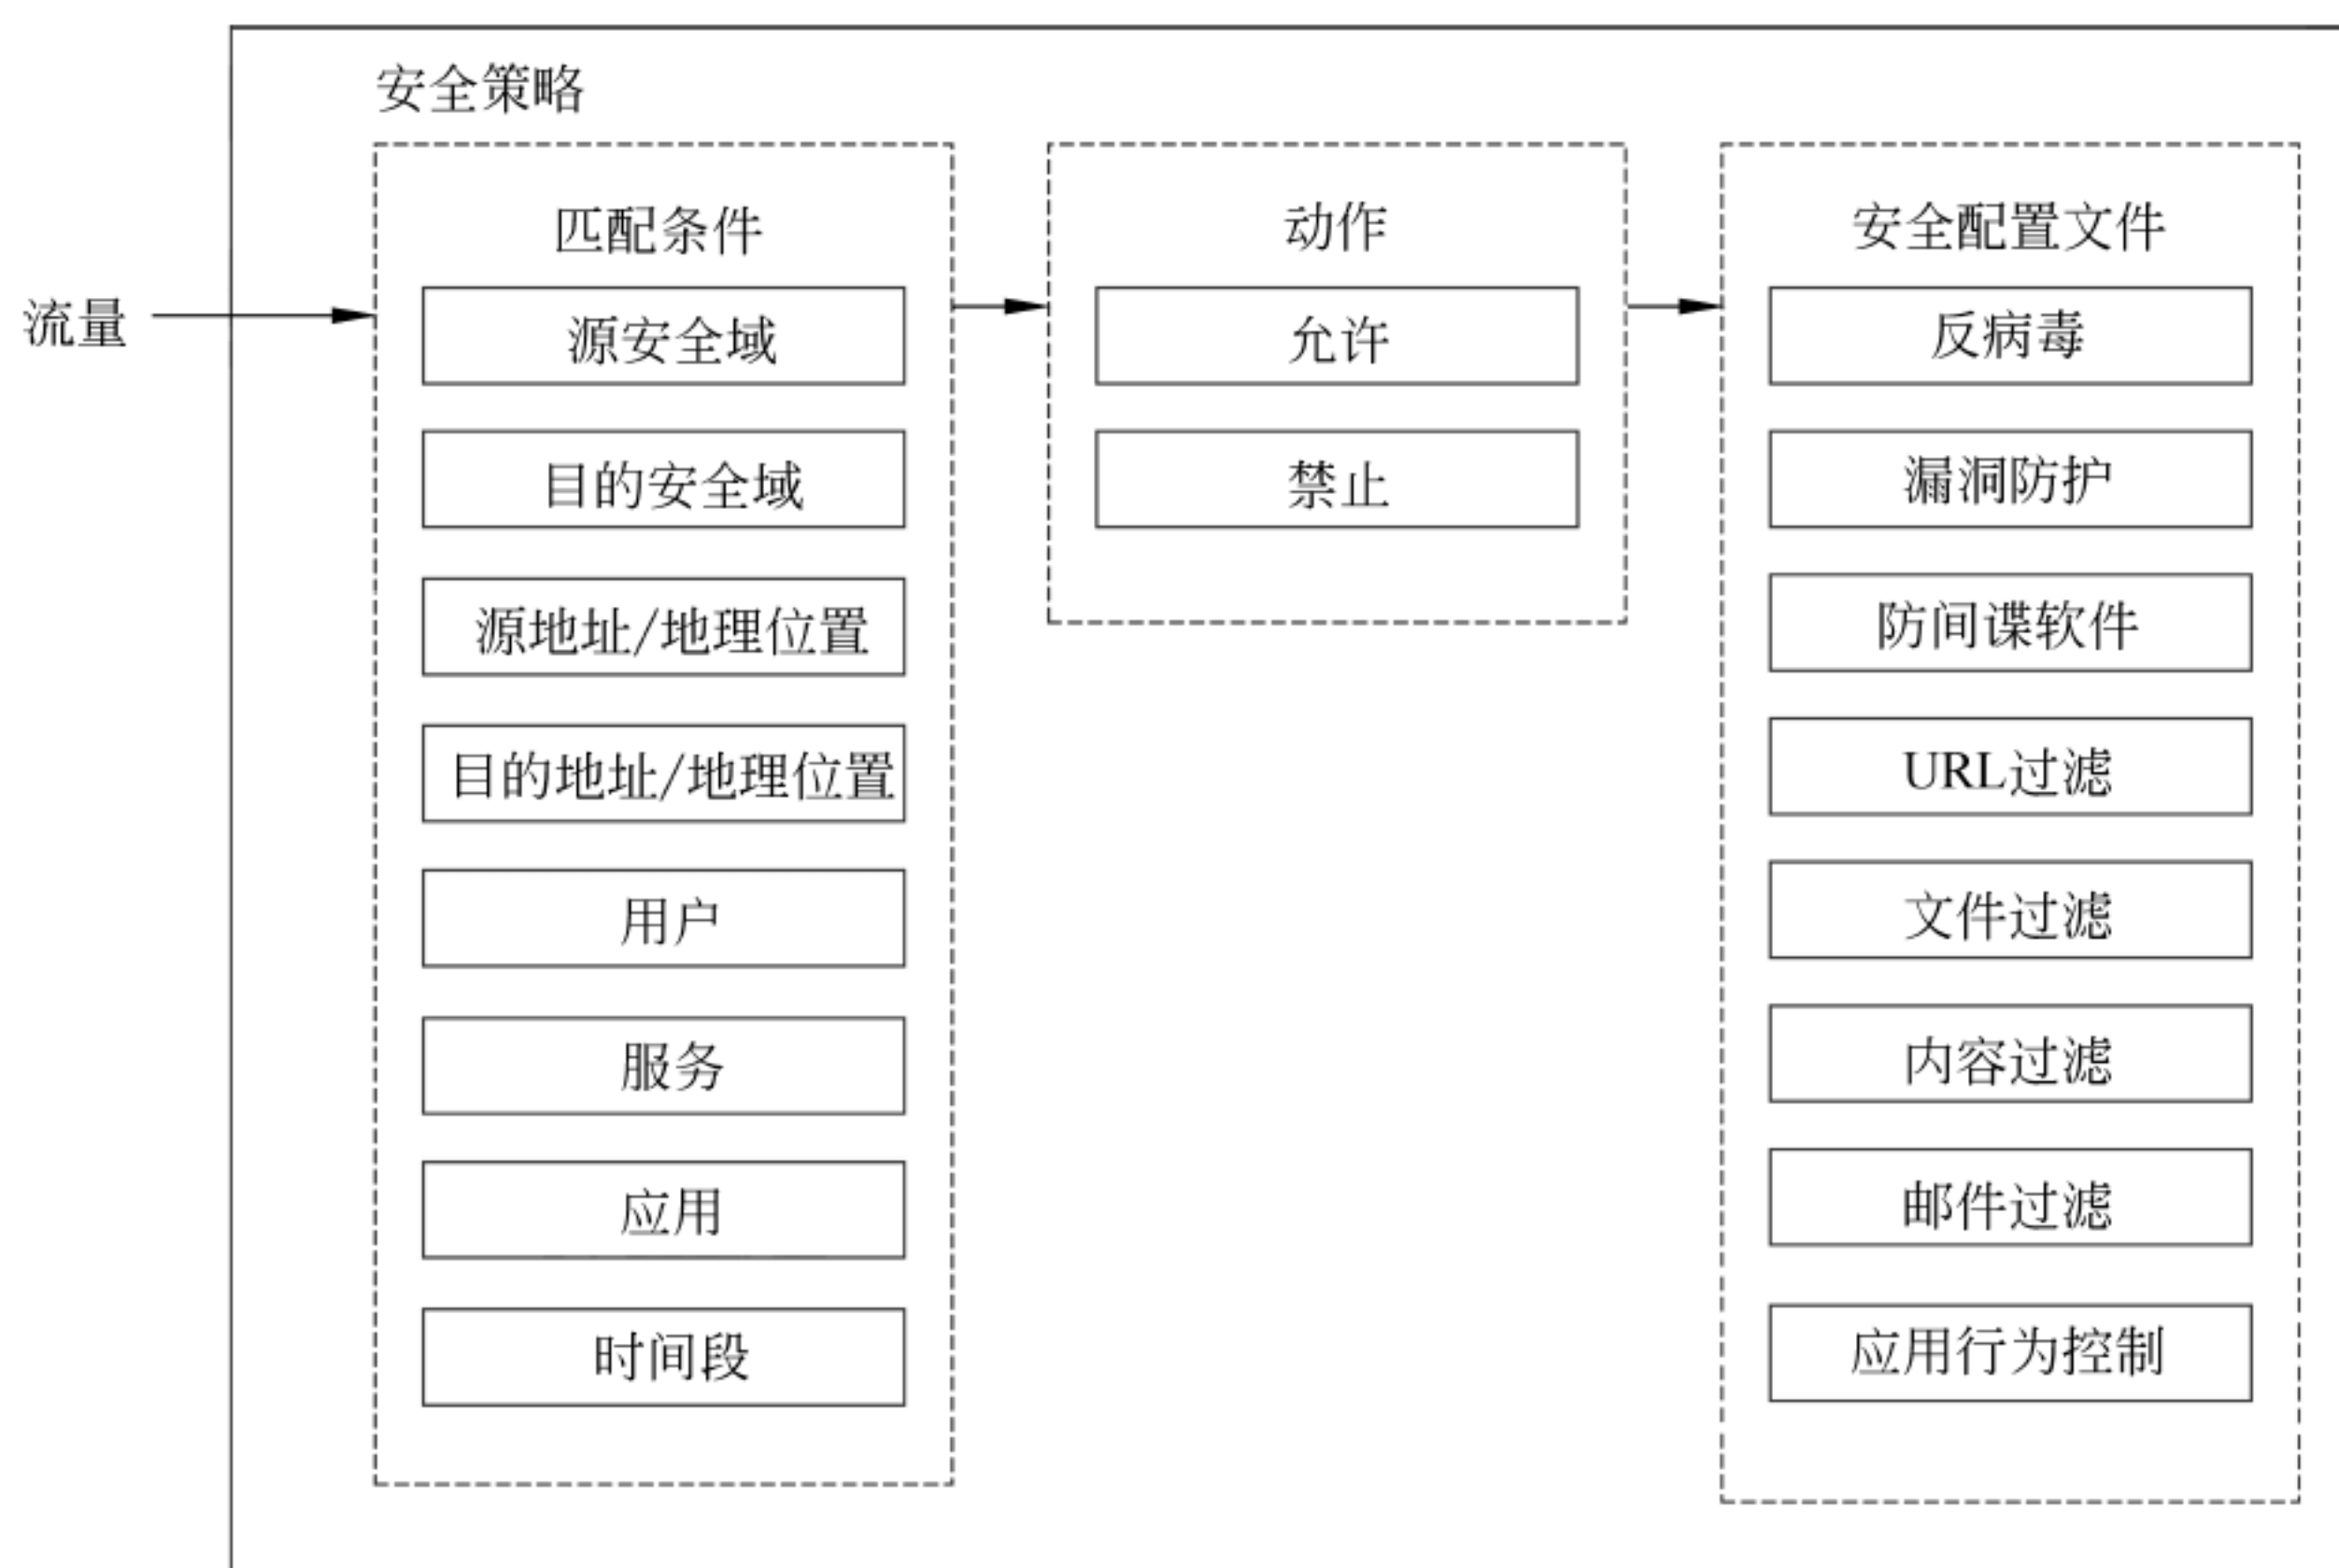 安全策略
流量
匹配条件
源安全域
目的安全域
源地址/地理位置
目的地址/地理位置
用户
服务
应用
时间段
动作
允许
禁止
安全配置文件
反病毒
漏洞防护
防间谍软件
URL过滤
文件过滤
内容过滤
邮件过滤
应用行为控制